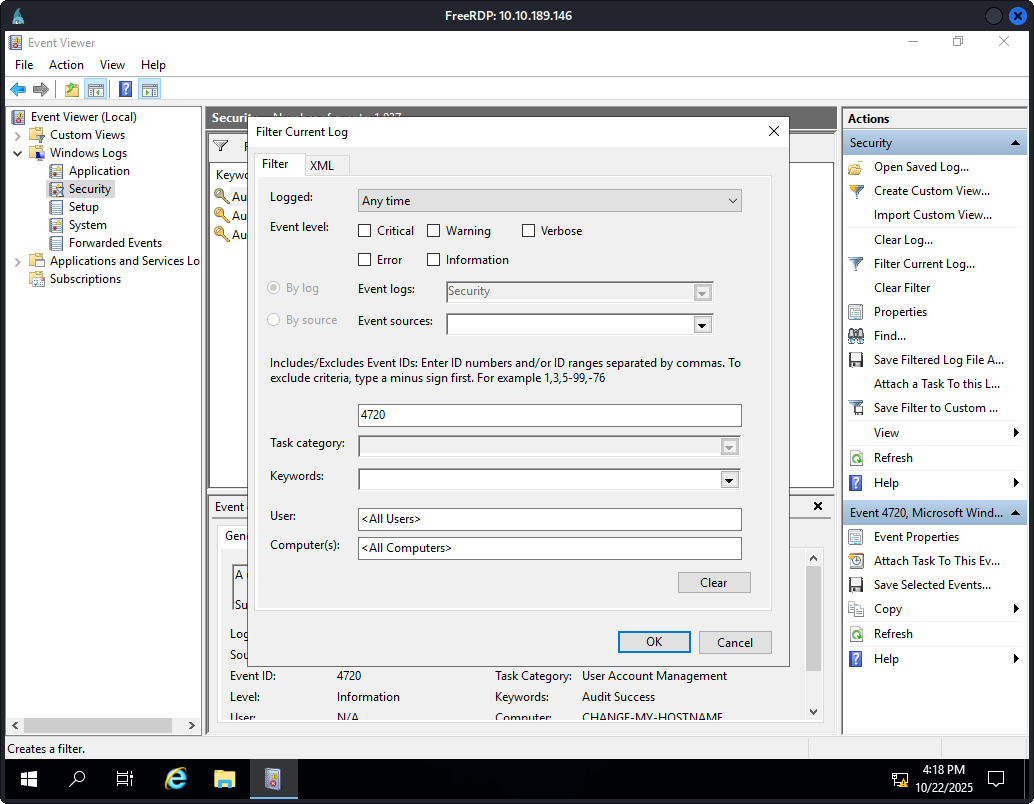 FreeRDP: 10.10.189.146
Event Viewer
File Action View Help
Event Viewer (Local)
Custom Views
Windows Logs
Application
Security
Setup
System
Forwarded Events
Applications and Services Lo
Subscriptions
Filter Current Log
Filter XML
Logged: Any time
Event level: Critical Warning Verbose
Error Information
By log Event logs: Security
By source Event sources:
Includes/Excludes Event IDs: Enter ID numbers and/or ID ranges separated by commas. To
exclude criteria, type a minus sign first. For example 1,3,5-99,-76
4720
Task category:
Keywords:
User: <All Users>
Computer(s): <All Computers>
Clear
OK Cancel
Keywo
Au
Au
Au
Event
Gene
A
Su
Log
Sou
Event ID: 4720 Task Category: User Account Management
Level: Information Keywords: Audit Success
User: N/A Computer: CHANGE-MY-HOSTNAME
Actions
Security
Open Saved Log...
Create Custom View...
Import Custom View...
Clear Log...
Filter Current Log...
Clear Filter
Properties
Find...
Save Filtered Log File A...
Attach a Task To this L...
Save Filter to Custom ...
View
Refresh
Help
Event 4720, Microsoft Wind...
Event Properties
Attach Task To This Ev...
Save Selected Events...
Copy
Refresh
Help
Creates a filter.
4:18 PM
10/22/2025